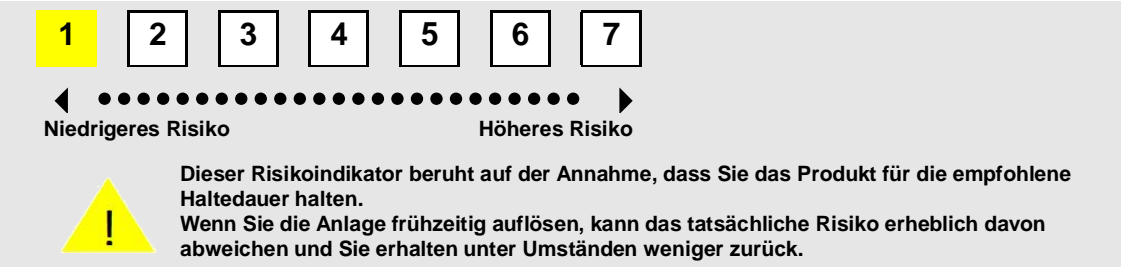 1 2 3 4 5 6 7
Niedrigeres Risiko Höheres Risiko
Dieser Risikoindikator beruht auf der Annahme, dass Sie das Produkt für die empfohlene
Haltedauer halten.
Wenn Sie die Anlage frühzeitig auflösen, kann das tatsächliche Risiko erheblich davon
abweichen und Sie erhalten unter Umständen weniger zurück.
!